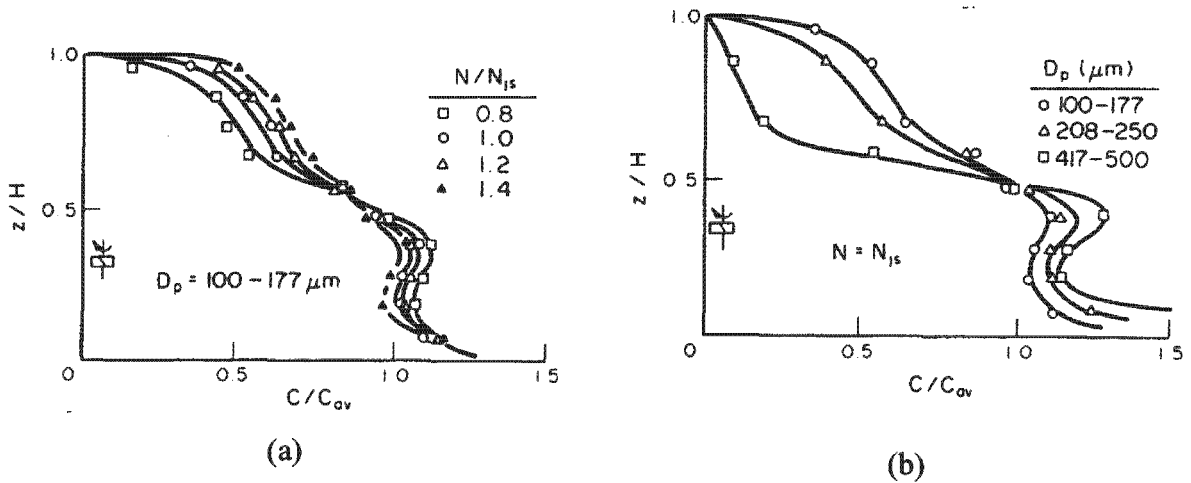 1.0
0.5
0
z/H
N/N_js
0.8
1.0
1.2
1.4
D_p = 100-177 μm
0.5
1.0
1.5
C/C_av
(a)
1.0
0.5
0
z/H
D_p (μm)
100-177
208-250
417-500
N = N_js
0.5
1.0
1.5
C/C_av
(b)